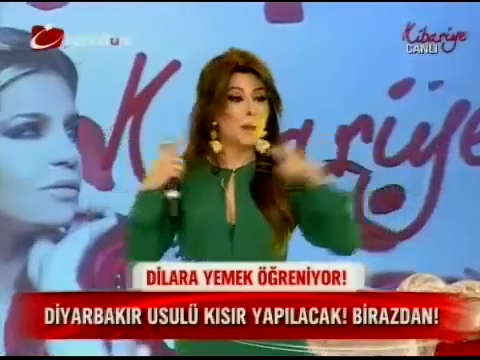 Kibariye
CANLI
Kibariye
DİLARA YEMEK ÖĞRENİYOR!
DİYARBAKIR USULÜ KISIR YAPILACAK! BİRAZDAN!